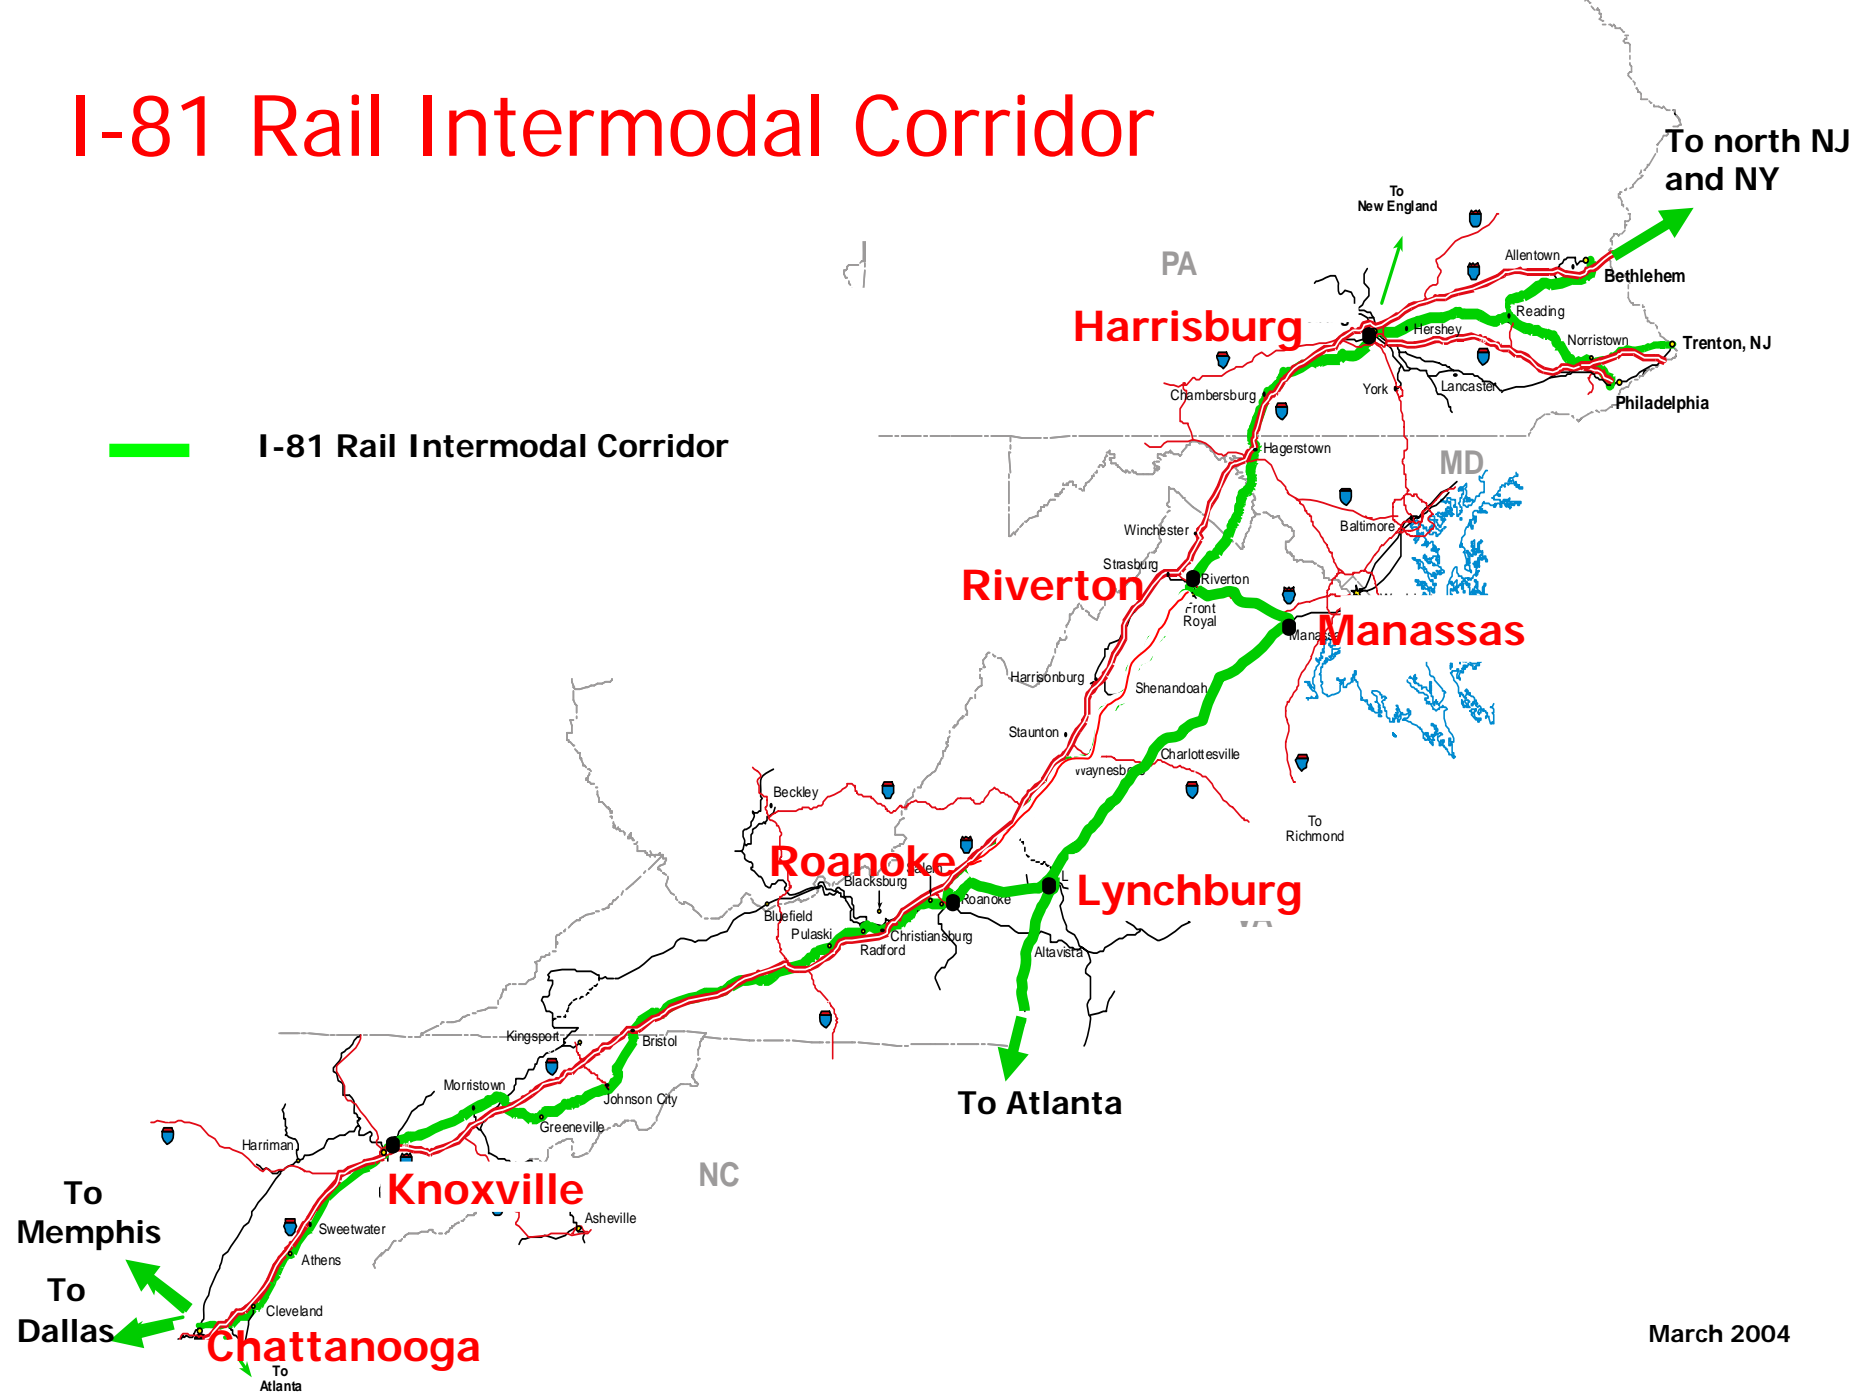 I-81 Rail Intermodal Corridor
To north NJ
and NY
To
New England
PA
Allentown
Bethlehem
Harrisburg
Reading
Hershey
Norristown
Trenton, NJ
Chambersburg
York
Lancaster
Philadelphia
I-81 Rail Intermodal Corridor
Hagerstown
MD
Winchester
Baltimore
Strasburg
Riverton
Riverton
Front
Royal
Manassas
Harrisonburg
Shenandoah
Staunton
Charlottesville
Beckley
To
Richmond
Roanoke
Salem
Blacksburg
Lynchburg
Roanoke
Bluefield
VA
Pulaski
Christiansburg
Radford
Altavista
Kingsport
Bristol
Morristown
Johnson City
To Atlanta
Greeneville
Harriman
Knoxville
NC
To
Memphis
Asheville
Sweetwater
Athens
To
Dallas
Cleveland
Chattanooga
To
Atlanta
March 2004